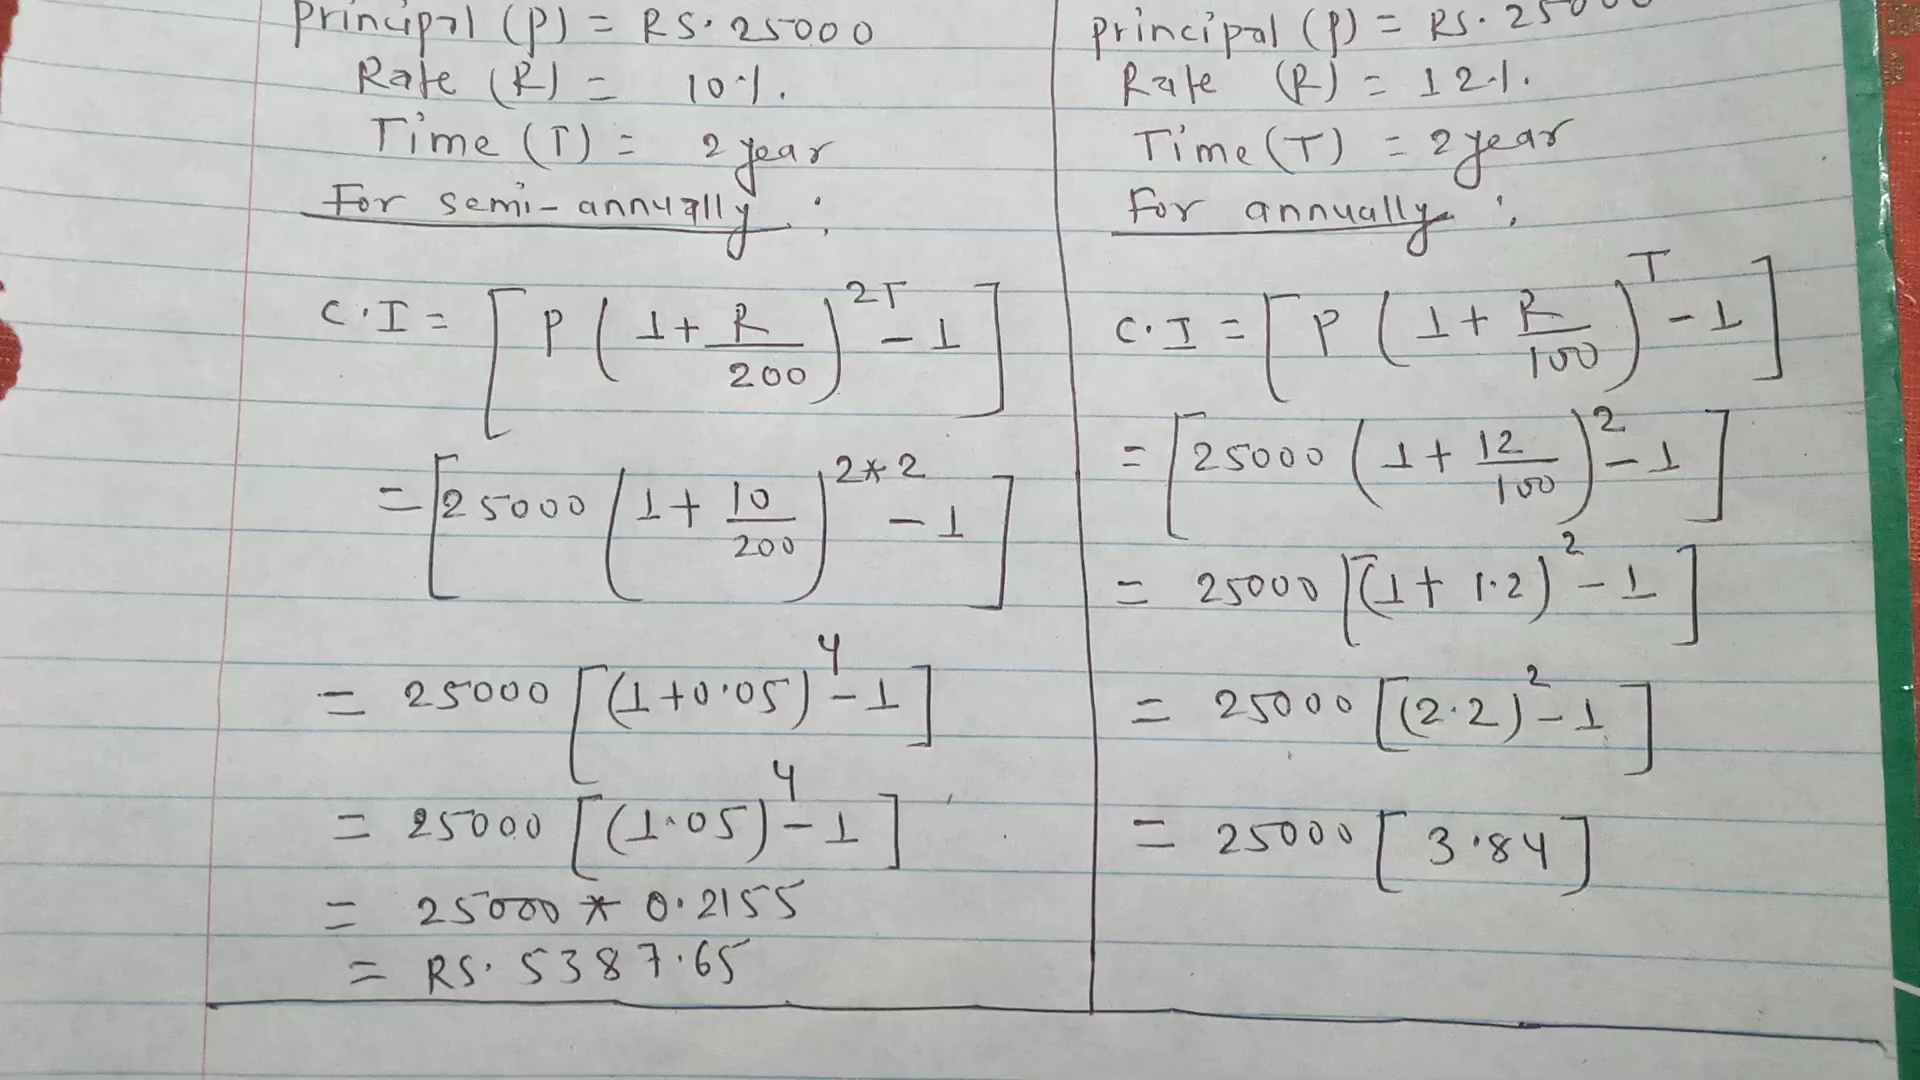 Principal (P) = RS. 25000
Rate (R) = 10%.
Time (T) = 2 year
For semi-annually :
C.I = [P(1+R/200)^2T -1]
= [25000(1+10/200)^2*2 -1]
= 25000[(1+0.05)^4 -1]
= 25000[(1.05)^4 -1]
= 25000 * 0.2155
= RS. 5387.65
principal (P) = RS. 25000
Rate (R) = 12%.
Time (T) = 2 year
For annually :
C.I = [P(1+R/100)^T -1]
= [25000(1+12/100)^2 -1]
= 25000[(1+1.2)^2 -1]
= 25000[(2.2)^2 -1]
= 25000[3.84]